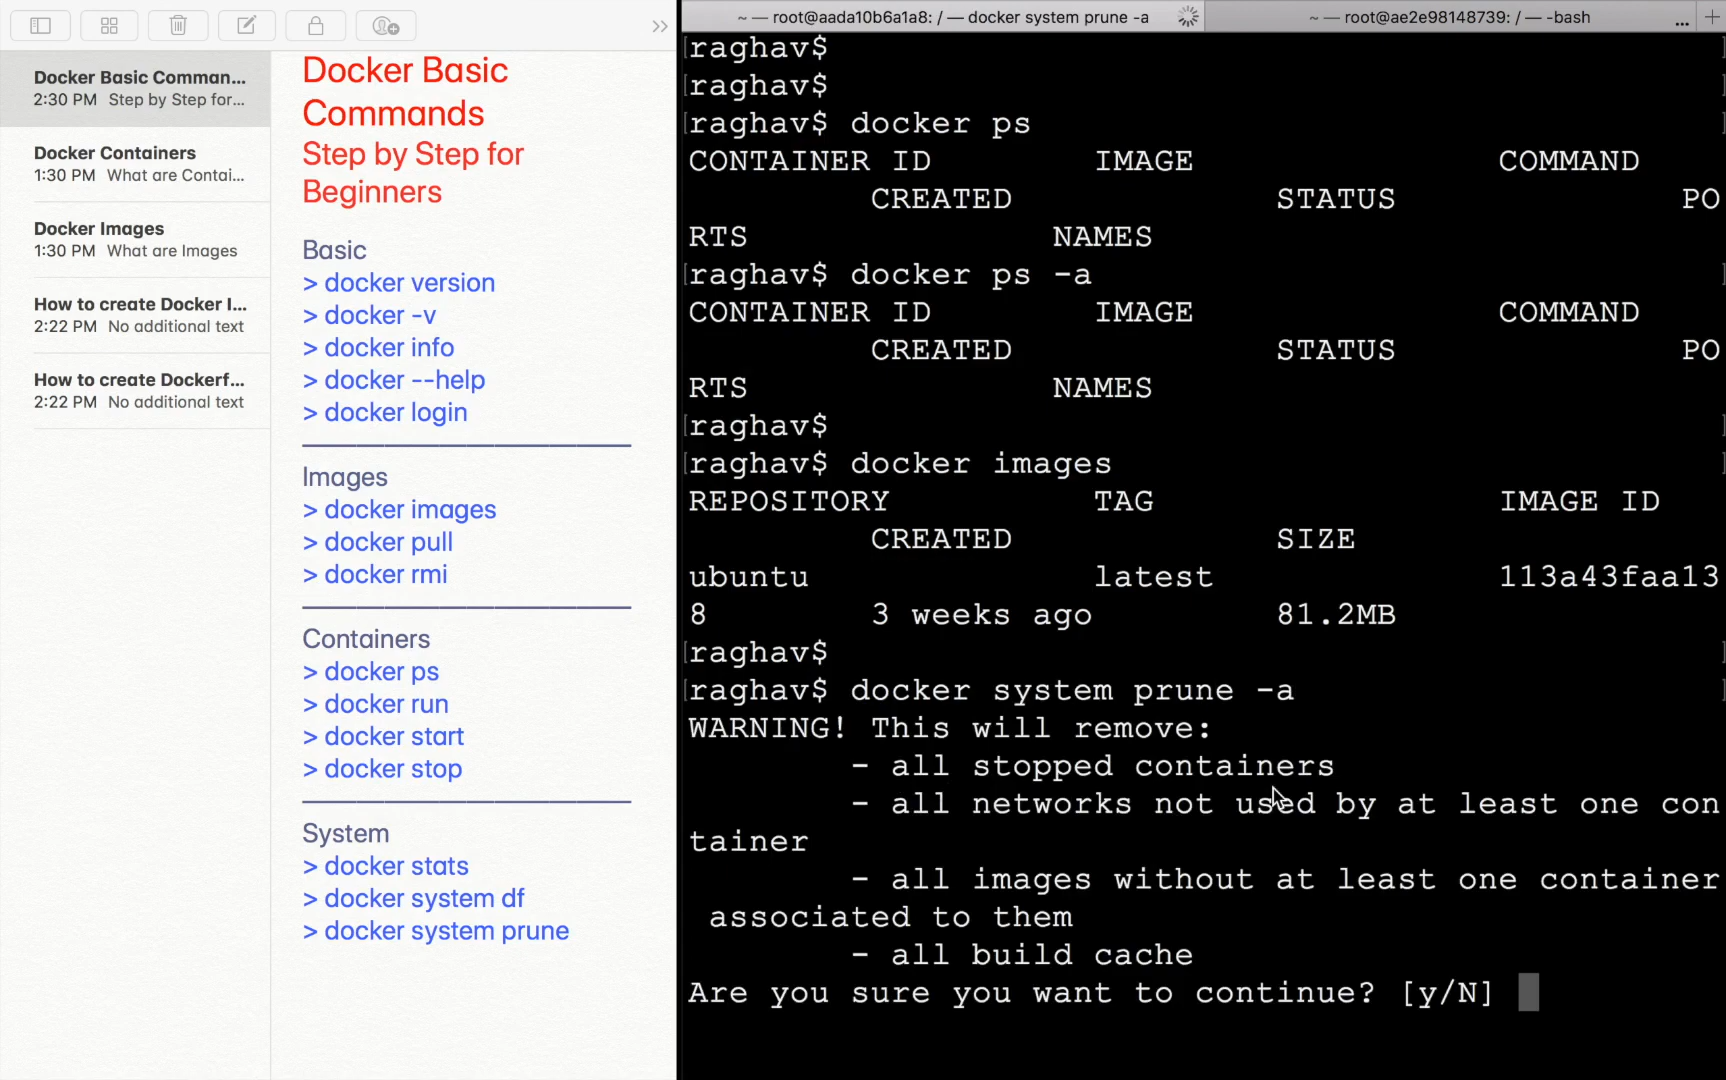 Docker Basic Comman...
2:30 PM Step by Step for...
Docker Containers
1:30 PM What are Contai...
Docker Images
1:30 PM What are Images
How to create Docker I...
2:22 PM No additional text
How to create Dockerf...
2:22 PM No additional text
Docker Basic
Commands
Step by Step for
Beginners
Basic
> docker version
> docker -v
> docker info
> docker --help
> docker login
Images
> docker images
> docker pull
> docker rmi
Containers
> docker ps
> docker run
> docker start
> docker stop
System
> docker stats
> docker system df
> docker system prune
~ — root@aada10b6a1a8: / — docker system prune -a
~ — root@ae2e98148739: / — -bash ...
[raghav$ ]
[raghav$ ]
[raghav$ docker ps ]
CONTAINER ID IMAGE COMMAND
CREATED STATUS PO
RTS NAMES
[raghav$ docker ps -a ]
CONTAINER ID IMAGE COMMAND
CREATED STATUS PO
RTS NAMES
[raghav$ ]
[raghav$ docker images ]
REPOSITORY TAG IMAGE ID
CREATED SIZE
ubuntu latest 113a43faa13
8 3 weeks ago 81.2MB
[raghav$ ]
[raghav$ docker system prune -a ]
WARNING! This will remove:
- all stopped containers
- all networks not used by at least one con
tainer
- all images without at least one container
associated to them
- all build cache
Are you sure you want to continue? [y/N]